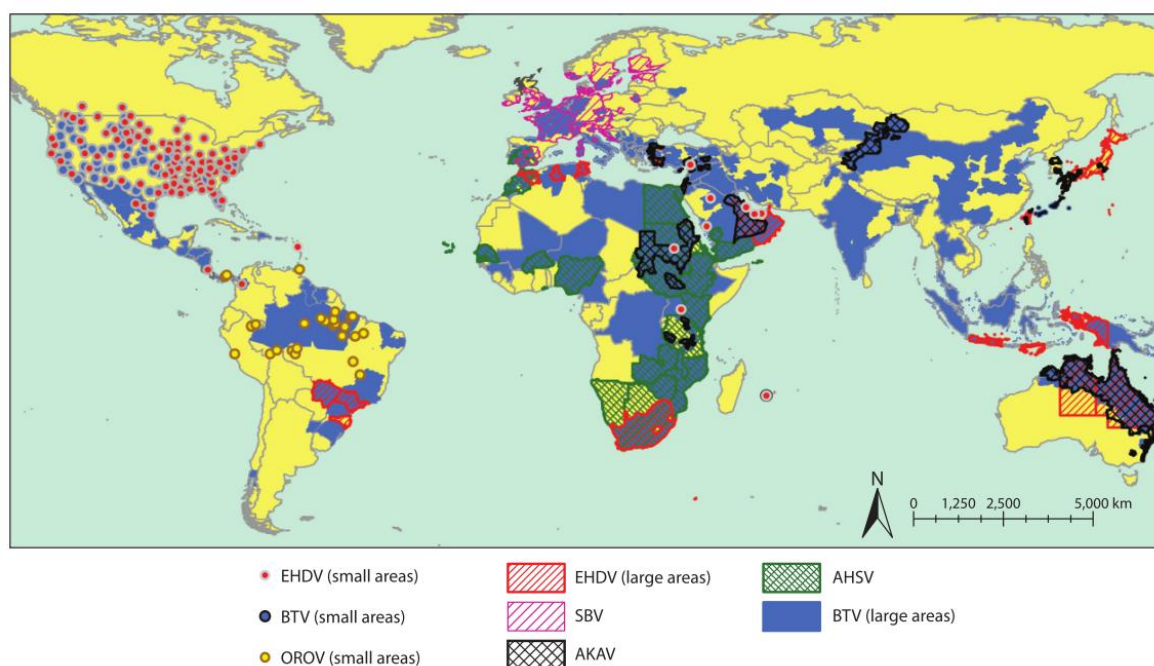 N
0 1,250 2,500 5,000 km
EHDV (small areas) EHDV (large areas) AHSV
BTV (small areas) SBV BTV (large areas)
OROV (small areas) AKAV